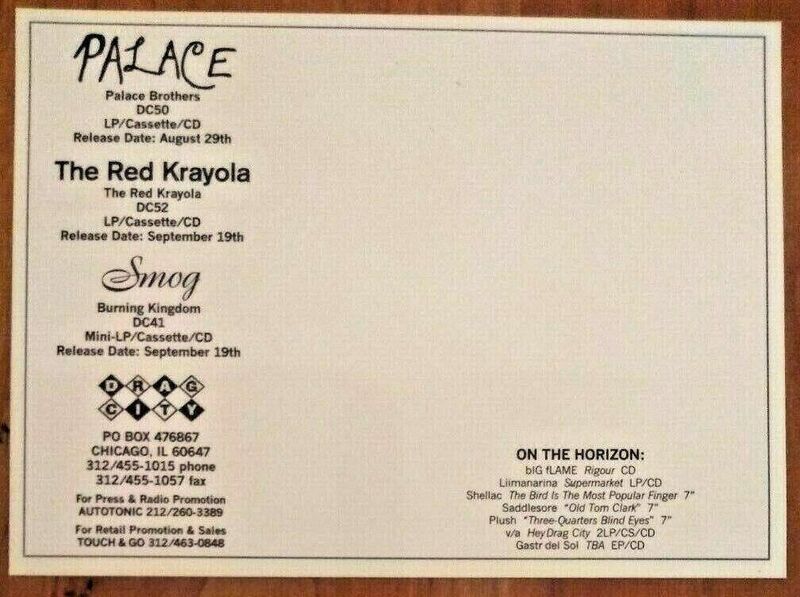 PALACE
Palace Brothers
DC50
LP/Cassette/CD
Release Date: August 29th
The Red Krayola
The Red Krayola
DC52
LP/Cassette/CD
Release Date: September 19th
Smog
Burning Kingdom
DC41
Mini-LP/Cassette/CD
Release Date: September 19th
DRAG
CITY
PO BOX 476867
CHICAGO, IL 60647
312/455-1015 phone
312/455-1057 fax
For Press & Radio Promotion
AUTOTONIC 212/260-3389
For Retail Promotion & Sales
TOUCH & GO 312/463-0848
ON THE HORIZON:
bIG fLAME Rigour CD
Liimanarina Supermarket LP/CD
Shellac The Bird Is The Most Popular Finger 7"
Saddlesore "Old Tom Clark" 7"
Plush "Three-Quarters Blind Eyes" 7"
v/a Hey Drag City 2LP/CS/CD
Gastr del Sol TBA EP/CD